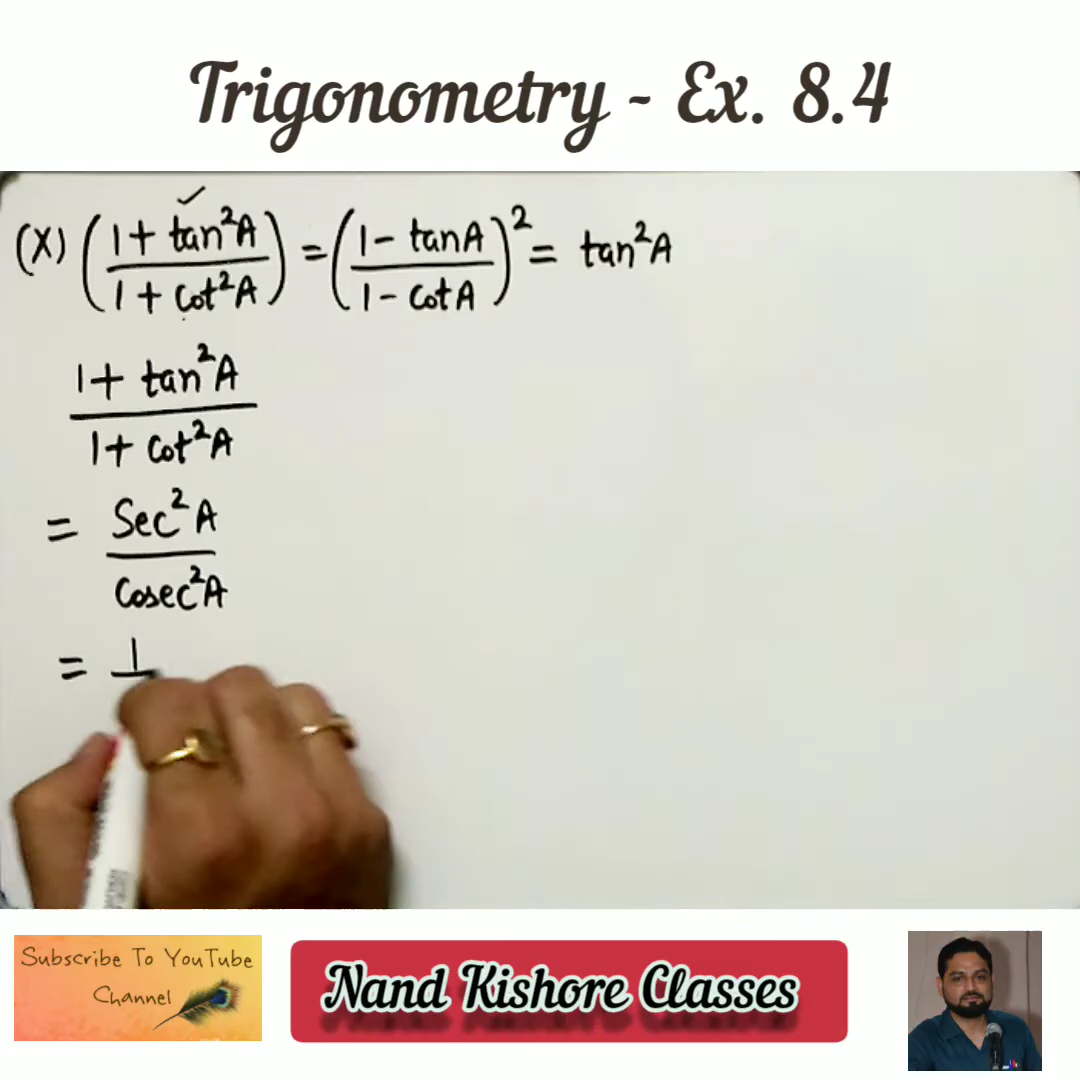 Trigonometry - Ex. 8.4
(X) (1 + tan²A / 1 + cot²A) = (1 - tanA / 1 - cotA)² = tan²A
1 + tan²A
1 + cot²A
= Sec²A
Cosec²A
= 1
Subscribe To YouTube
Channel
Nand Kishore Classes